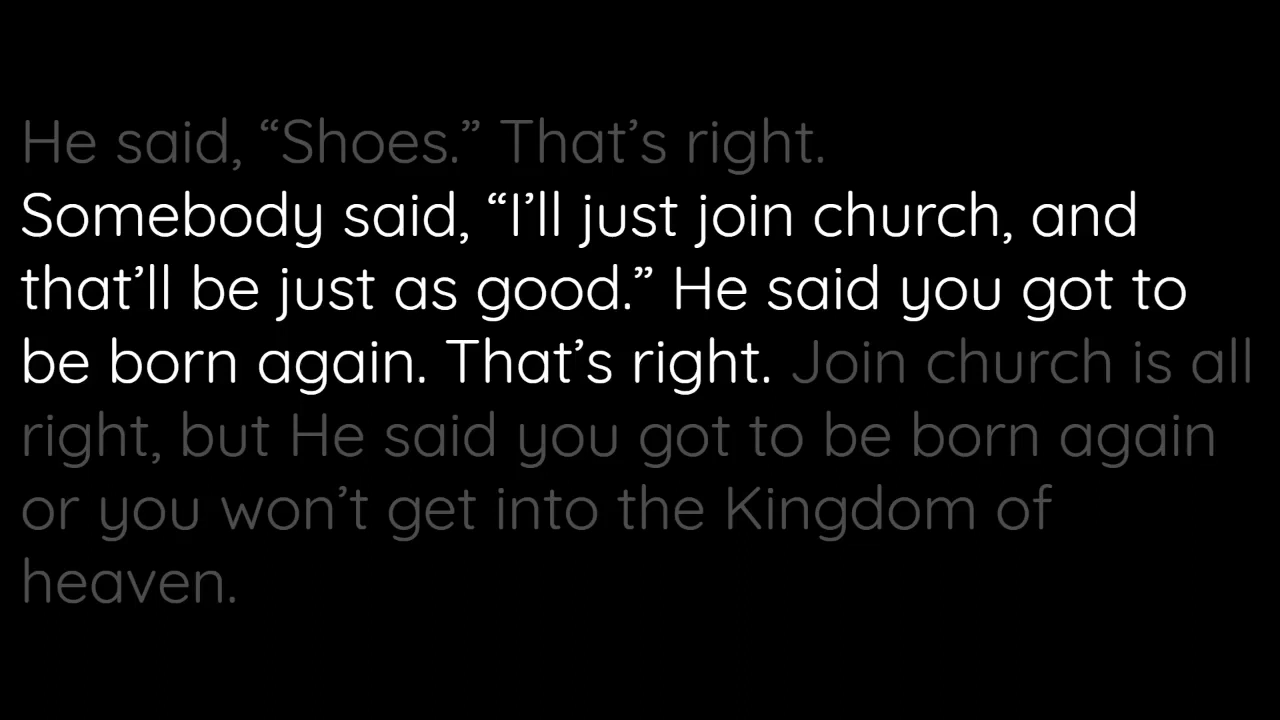 He said, “Shoes.” That’s right.
Somebody said, “I’ll just join church, and
that’ll be just as good.” He said you got to
be born again. That’s right. Join church is all
right, but He said you got to be born again
or you won’t get into the Kingdom of
heaven.